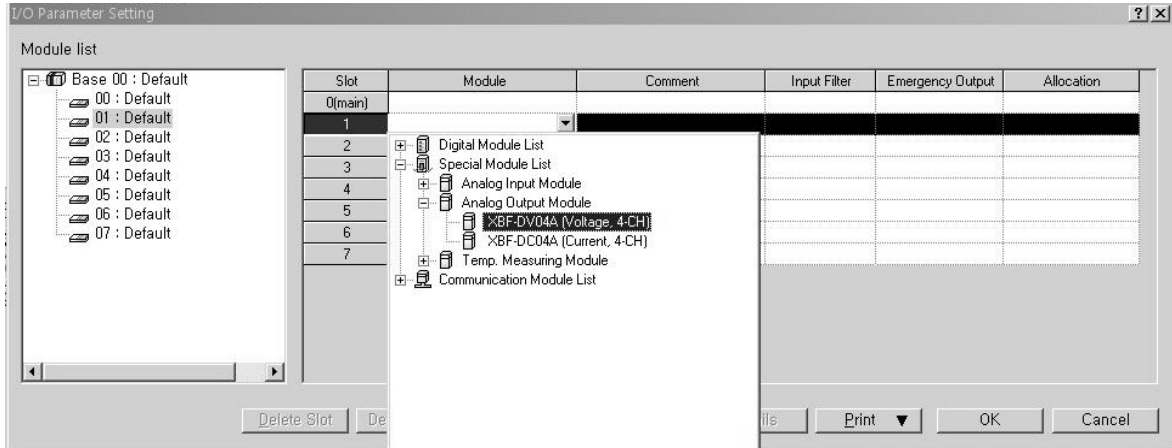 I/O Parameter Setting
Module list
Base 00 : Default
00 : Default
01 : Default
02 : Default
03 : Default
04 : Default
05 : Default
06 : Default
07 : Default
Slot Module Comment Input Filter Emergency Output Allocation
0(main)
1
2
3
4
5
6
7
Digital Module List
Special Module List
Analog Input Module
Analog Output Module
XBF-DV04A (Voltage, 4-CH)
XBF-DC04A (Current, 4-CH)
Temp. Measuring Module
Communication Module List
Delete Slot De ils Print ▼ OK Cancel